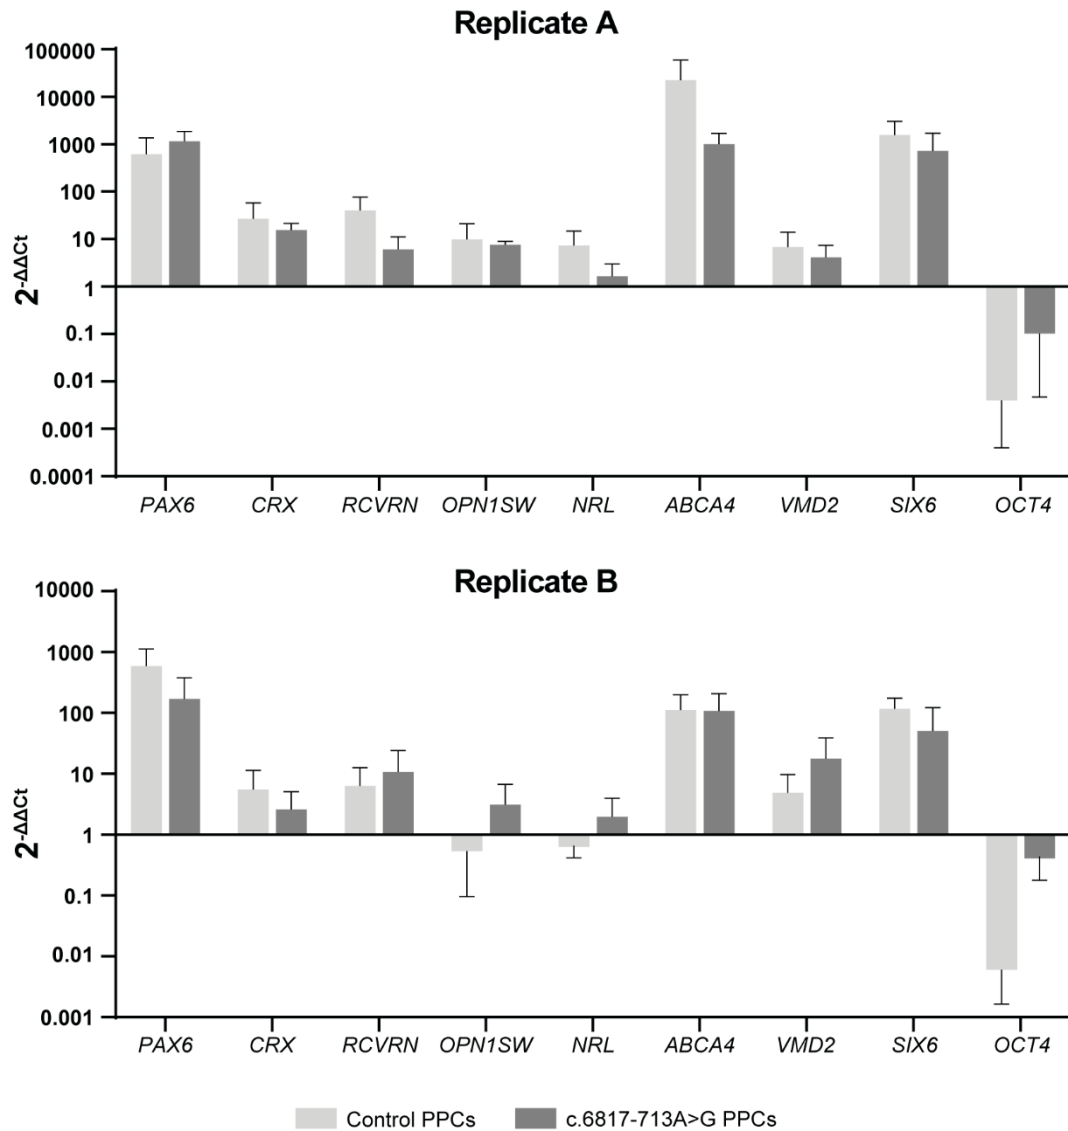 Replicate A
2-ΔΔCt
100000
10000
1000
100
10
1
0.1
0.01
0.001
0.0001
PAX6 CRX RCVRN OPN1SW NRL ABCA4 VMD2 SIX6 OCT4
Replicate B
2-ΔΔCt
10000
1000
100
10
1
0.1
0.01
0.001
PAX6 CRX RCVRN OPN1SW NRL ABCA4 VMD2 SIX6 OCT4
Control PPCs c.6817-713A>G PPCs